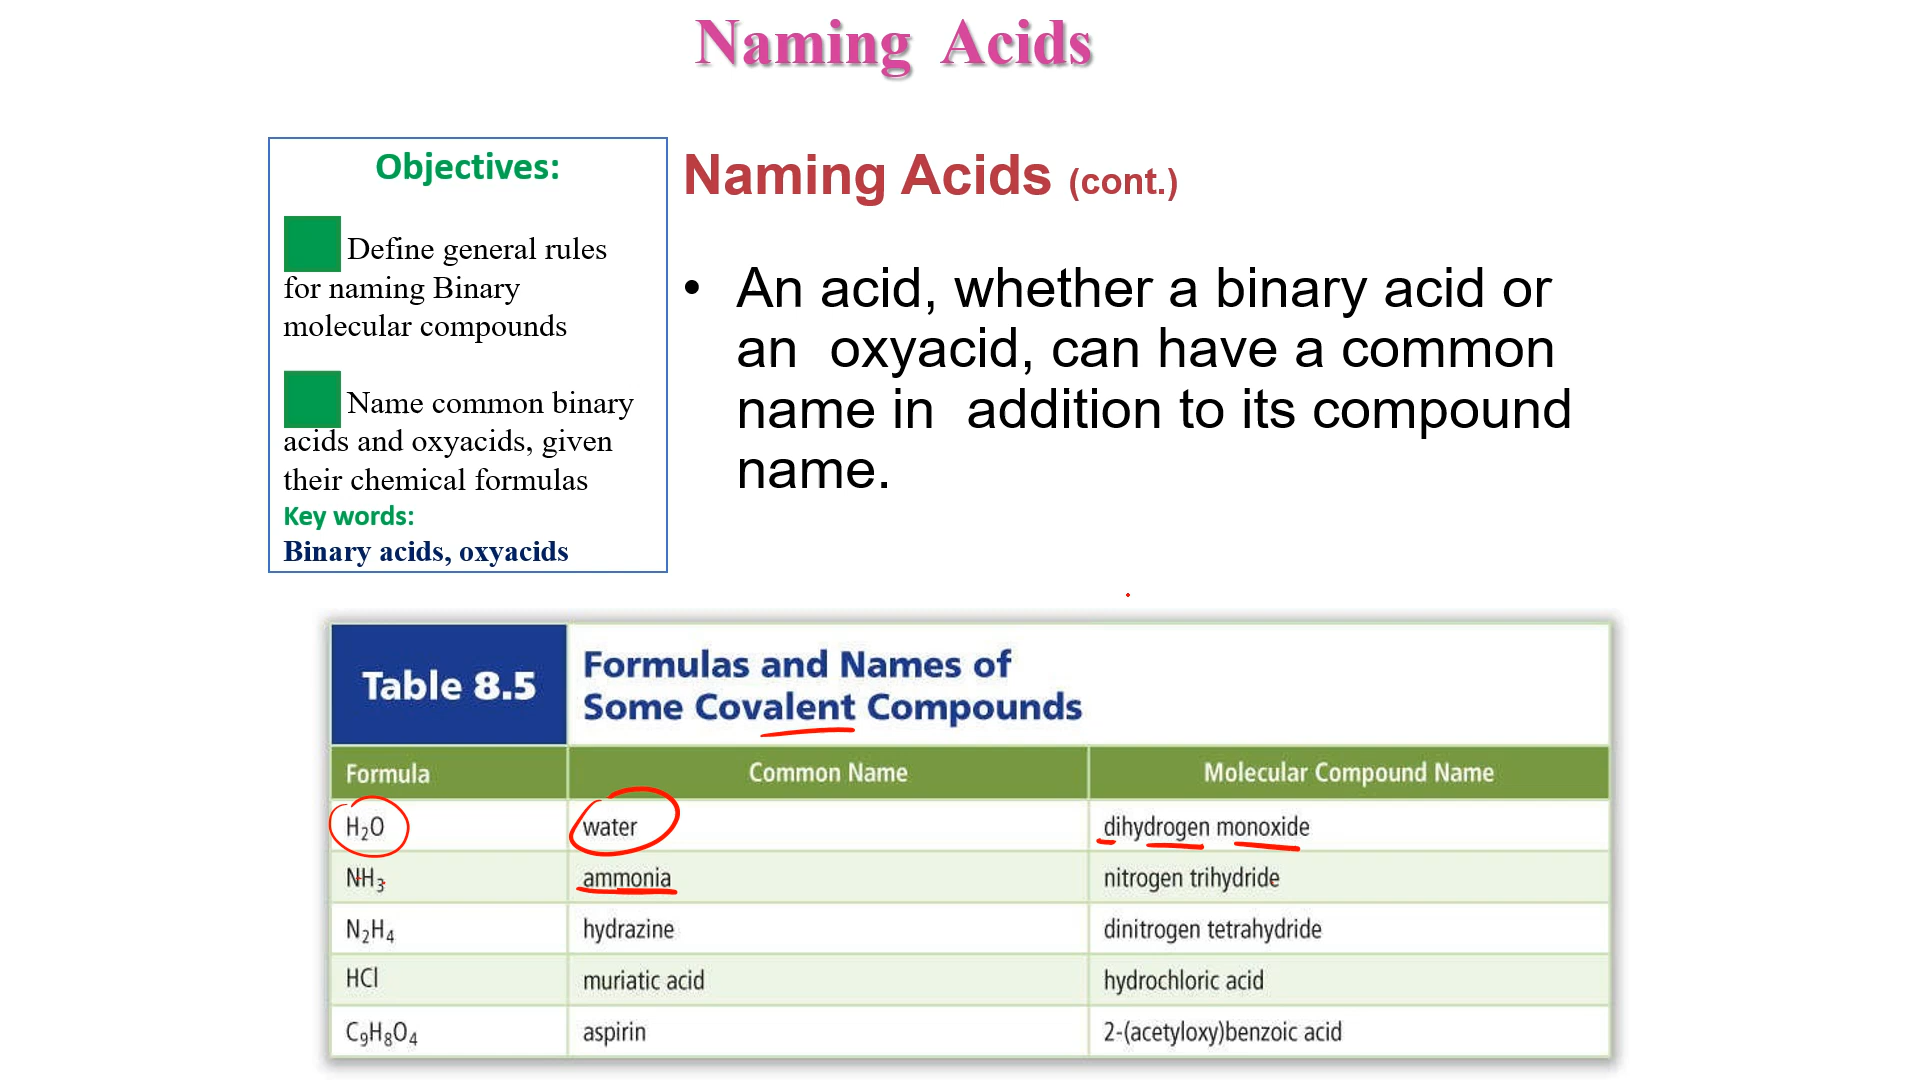 Naming Acids
Objectives:
Define general rules
for naming Binary
molecular compounds
Name common binary
acids and oxyacids, given
their chemical formulas
Key words:
Binary acids, oxyacids
Naming Acids (cont.)
• An acid, whether a binary acid or
an oxyacid, can have a common
name in addition to its compound
name.
Table 8.5
Formulas and Names of
Some Covalent Compounds
Formula Common Name Molecular Compound Name
H₂O water dihydrogen monoxide
NH₃ ammonia nitrogen trihydride
N₂H₄ hydrazine dinitrogen tetrahydride
HCl muriatic acid hydrochloric acid
C₉H₈O₄ aspirin 2-(acetyloxy)benzoic acid